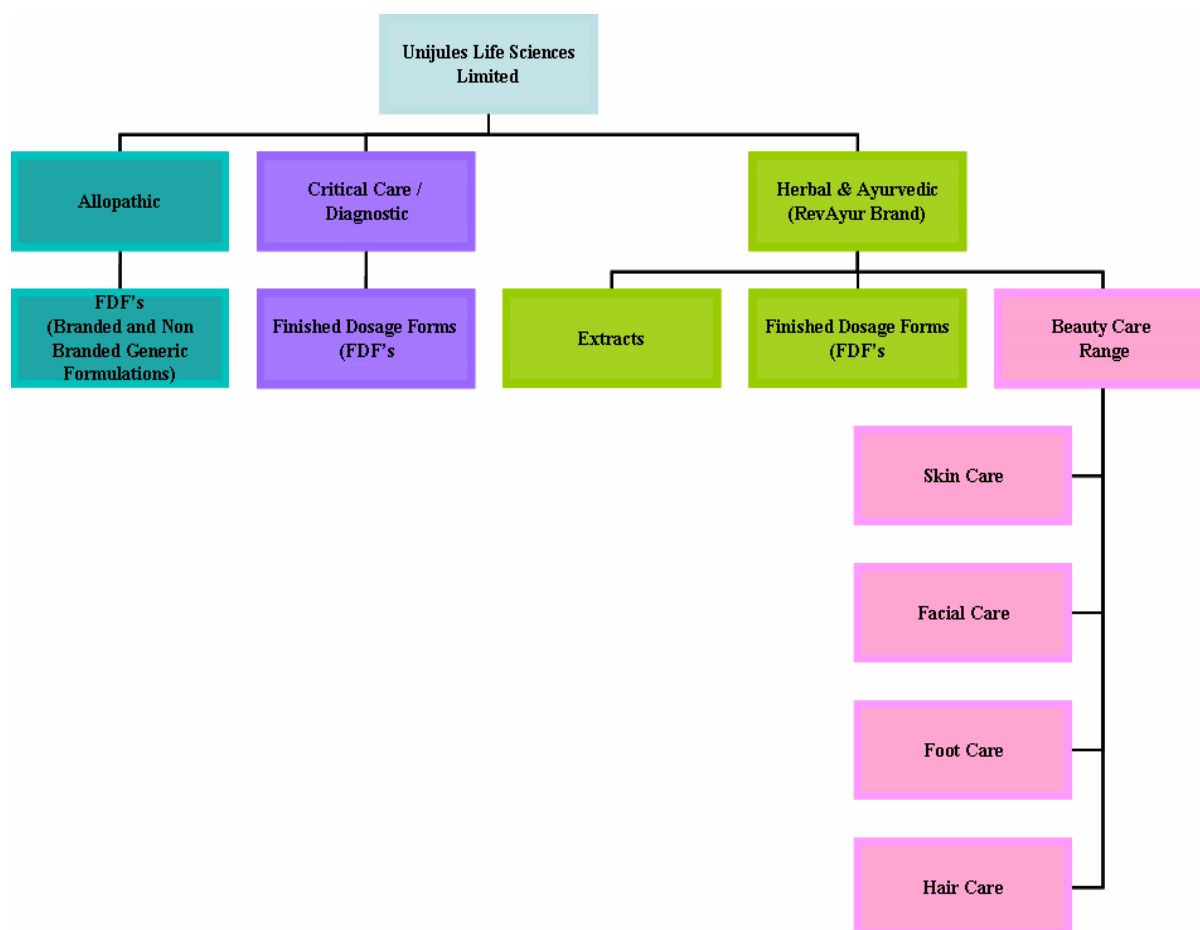 Unijules Life Sciences
Limited
Allopathic
Critical Care /
Diagnostic
Herbal & Ayurvedic
(RevAyur Brand)
FDF's
(Branded and Non
Branded Generic
Formulations)
Finished Dosage Forms
(FDF's
Extracts
Finished Dosage Forms
(FDF's
Beauty Care
Range
Skin Care
Facial Care
Foot Care
Hair Care